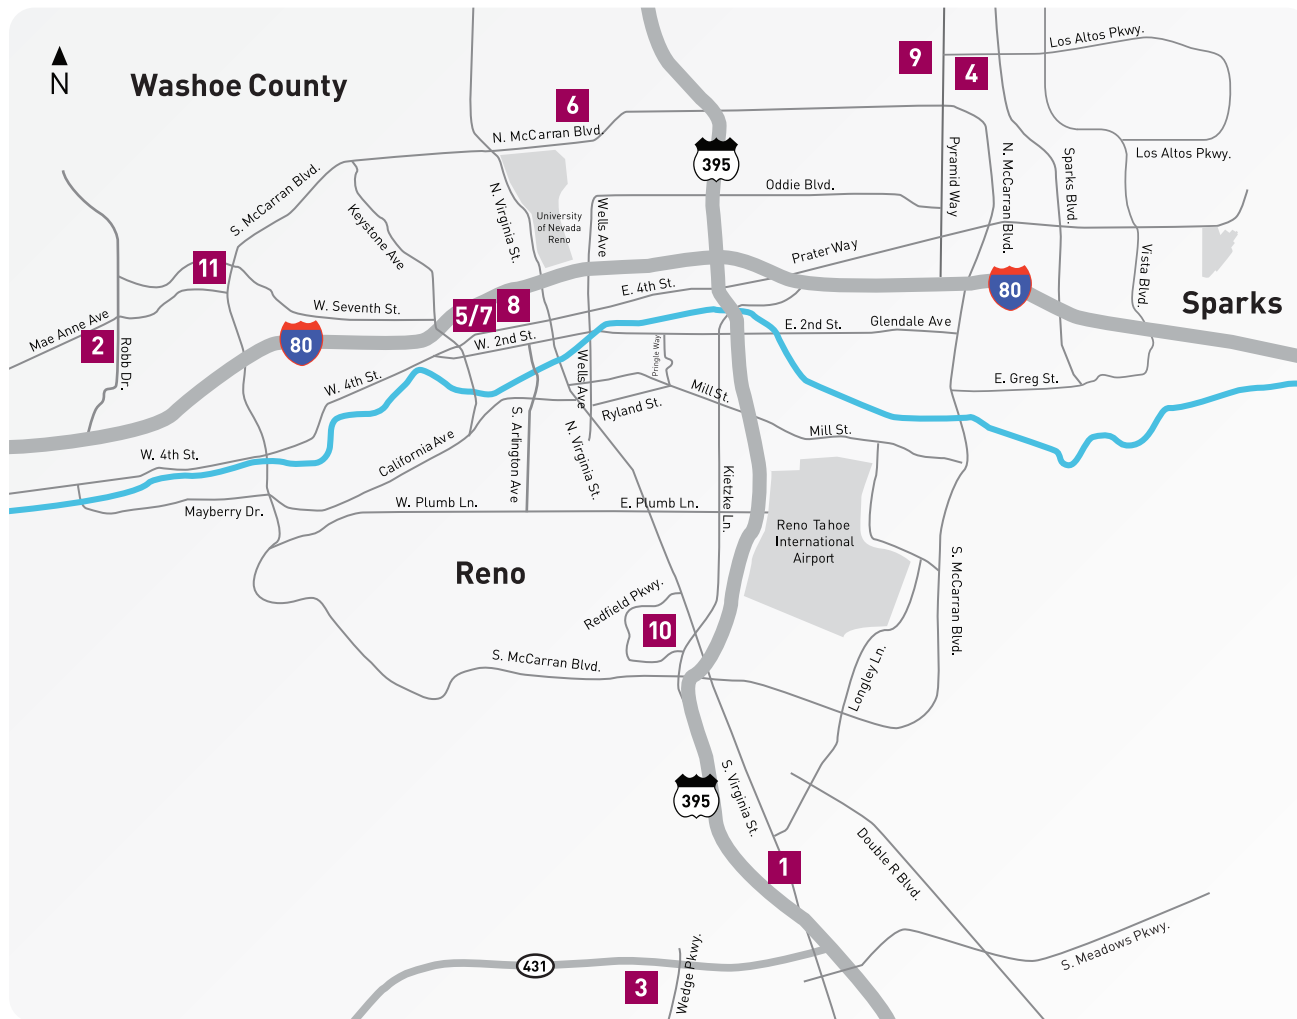 N
Washoe County
9
4
Los Altos Pkwy.
6
N. McCarran Blvd.
395
Los Altos Pkwy.
Pyramid Way
N. McCarran Blvd.
Sparks Blvd.
S. McCarran Blvd.
Keystone Ave
N. Virginia St.
University
of Nevada
Reno
Wells Ave
Oddie Blvd.
Prater Way
Vista Blvd.
11
W. Seventh St.
5/7
8
E. 4th St.
80
Sparks
Mae Anne Ave
2
Robb Dr.
80
W. 2nd St.
E. 2nd St.
Glendale Ave
Pringle Way
W. 4th St.
Wells Ave
Mill St.
E. Greg St.
Ryland St.
S. Arlington Ave
N. Virginia St.
Mill St.
W. 4th St.
California Ave
Kietzke Ln.
Mayberry Dr.
W. Plumb Ln.
E. Plumb Ln.
Reno Tahoe
International
Airport
Reno
S. McCarran Blvd.
Redfield Pkwy.
10
S. McCarran Blvd.
Longley Ln.
395
S. Virginia St.
1
Double R Blvd.
S. Meadows Pkwy.
431
3
Wedge Pkwy.